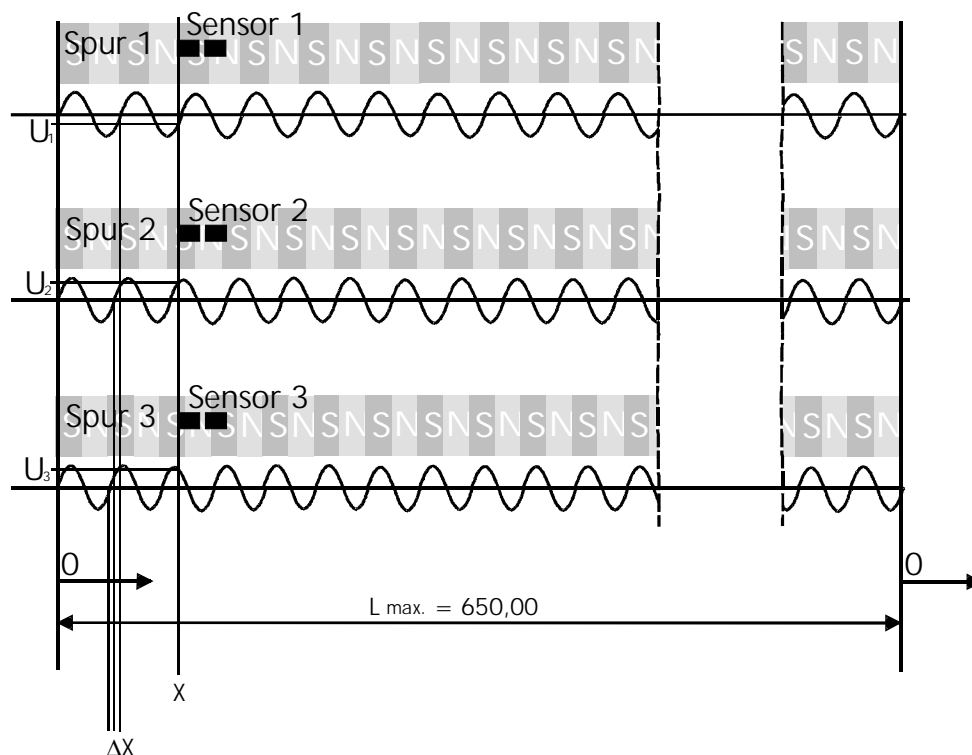 Sensor 1
Spur 1
S N S N S N S N S N S N S N S N S N S N
S N S N
U1
Sensor 2
Spur 2
S N S N S N S N S N S N S N S N S N S N S
S N S N
U2
Sensor 3
Spur 3
S N S N S N S N S N S N S N S N S N S N S N S
N S N S N
U3
0
0
L max. = 650,00
X
ΔX